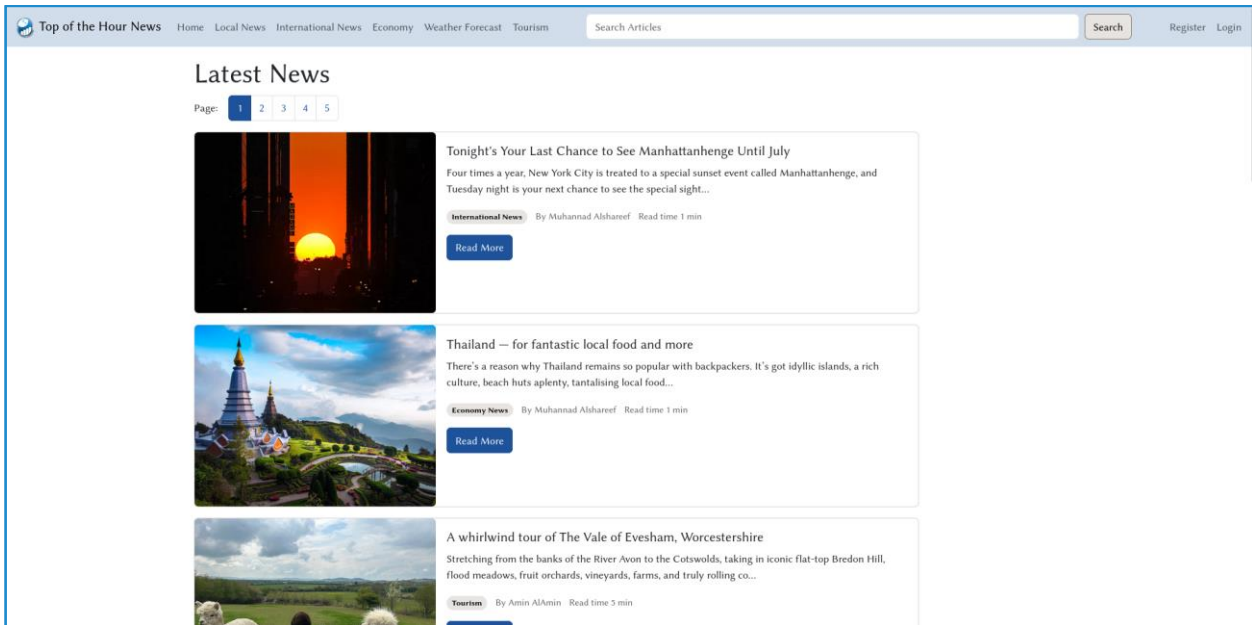 Top of the Hour News Home Local News International News Economy Weather Forecast Tourism Search Articles Search Register Login
Latest News
Page: 1 2 3 4 5
Tonight's Your Last Chance to See Manhattanhenge Until July
Four times a year, New York City is treated to a special sunset event called Manhattanhenge, and
Tuesday night is your next chance to see the special sight...
International News By Muhannad Alshareef Read time 1 min
Read More
Thailand — for fantastic local food and more
There's a reason why Thailand remains so popular with backpackers. It's got idyllic islands, a rich
culture, beach huts aplenty, tantalising local food...
Economy News By Muhannad Alshareef Read time 1 min
Read More
A whirlwind tour of The Vale of Evesham, Worcestershire
Stretching from the banks of the River Avon to the Cotswolds, taking in iconic flat-top Bredon Hill,
flood meadows, fruit orchards, vineyards, farms, and truly rolling co...
Tourism By Amin AlAmin Read time 3 min